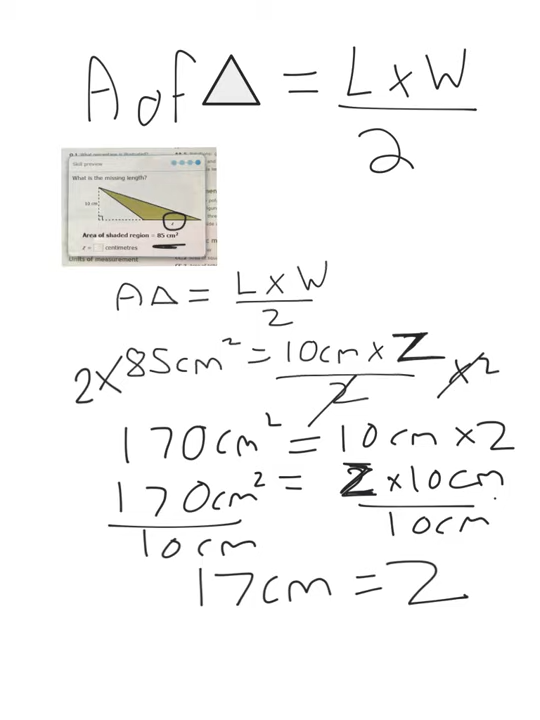 A of △ = L x W / 2
Skill preview
What is the missing length?
10 cm
z
Area of shaded region = 85 cm²
z = centimetres
Units of measurement
A△ = L x W / 2
2 x 85cm² = 10cm x Z / 2 x 2
170cm² = 10cm x Z
170cm² / 10cm = Z x 10cm / 10cm
17cm = Z